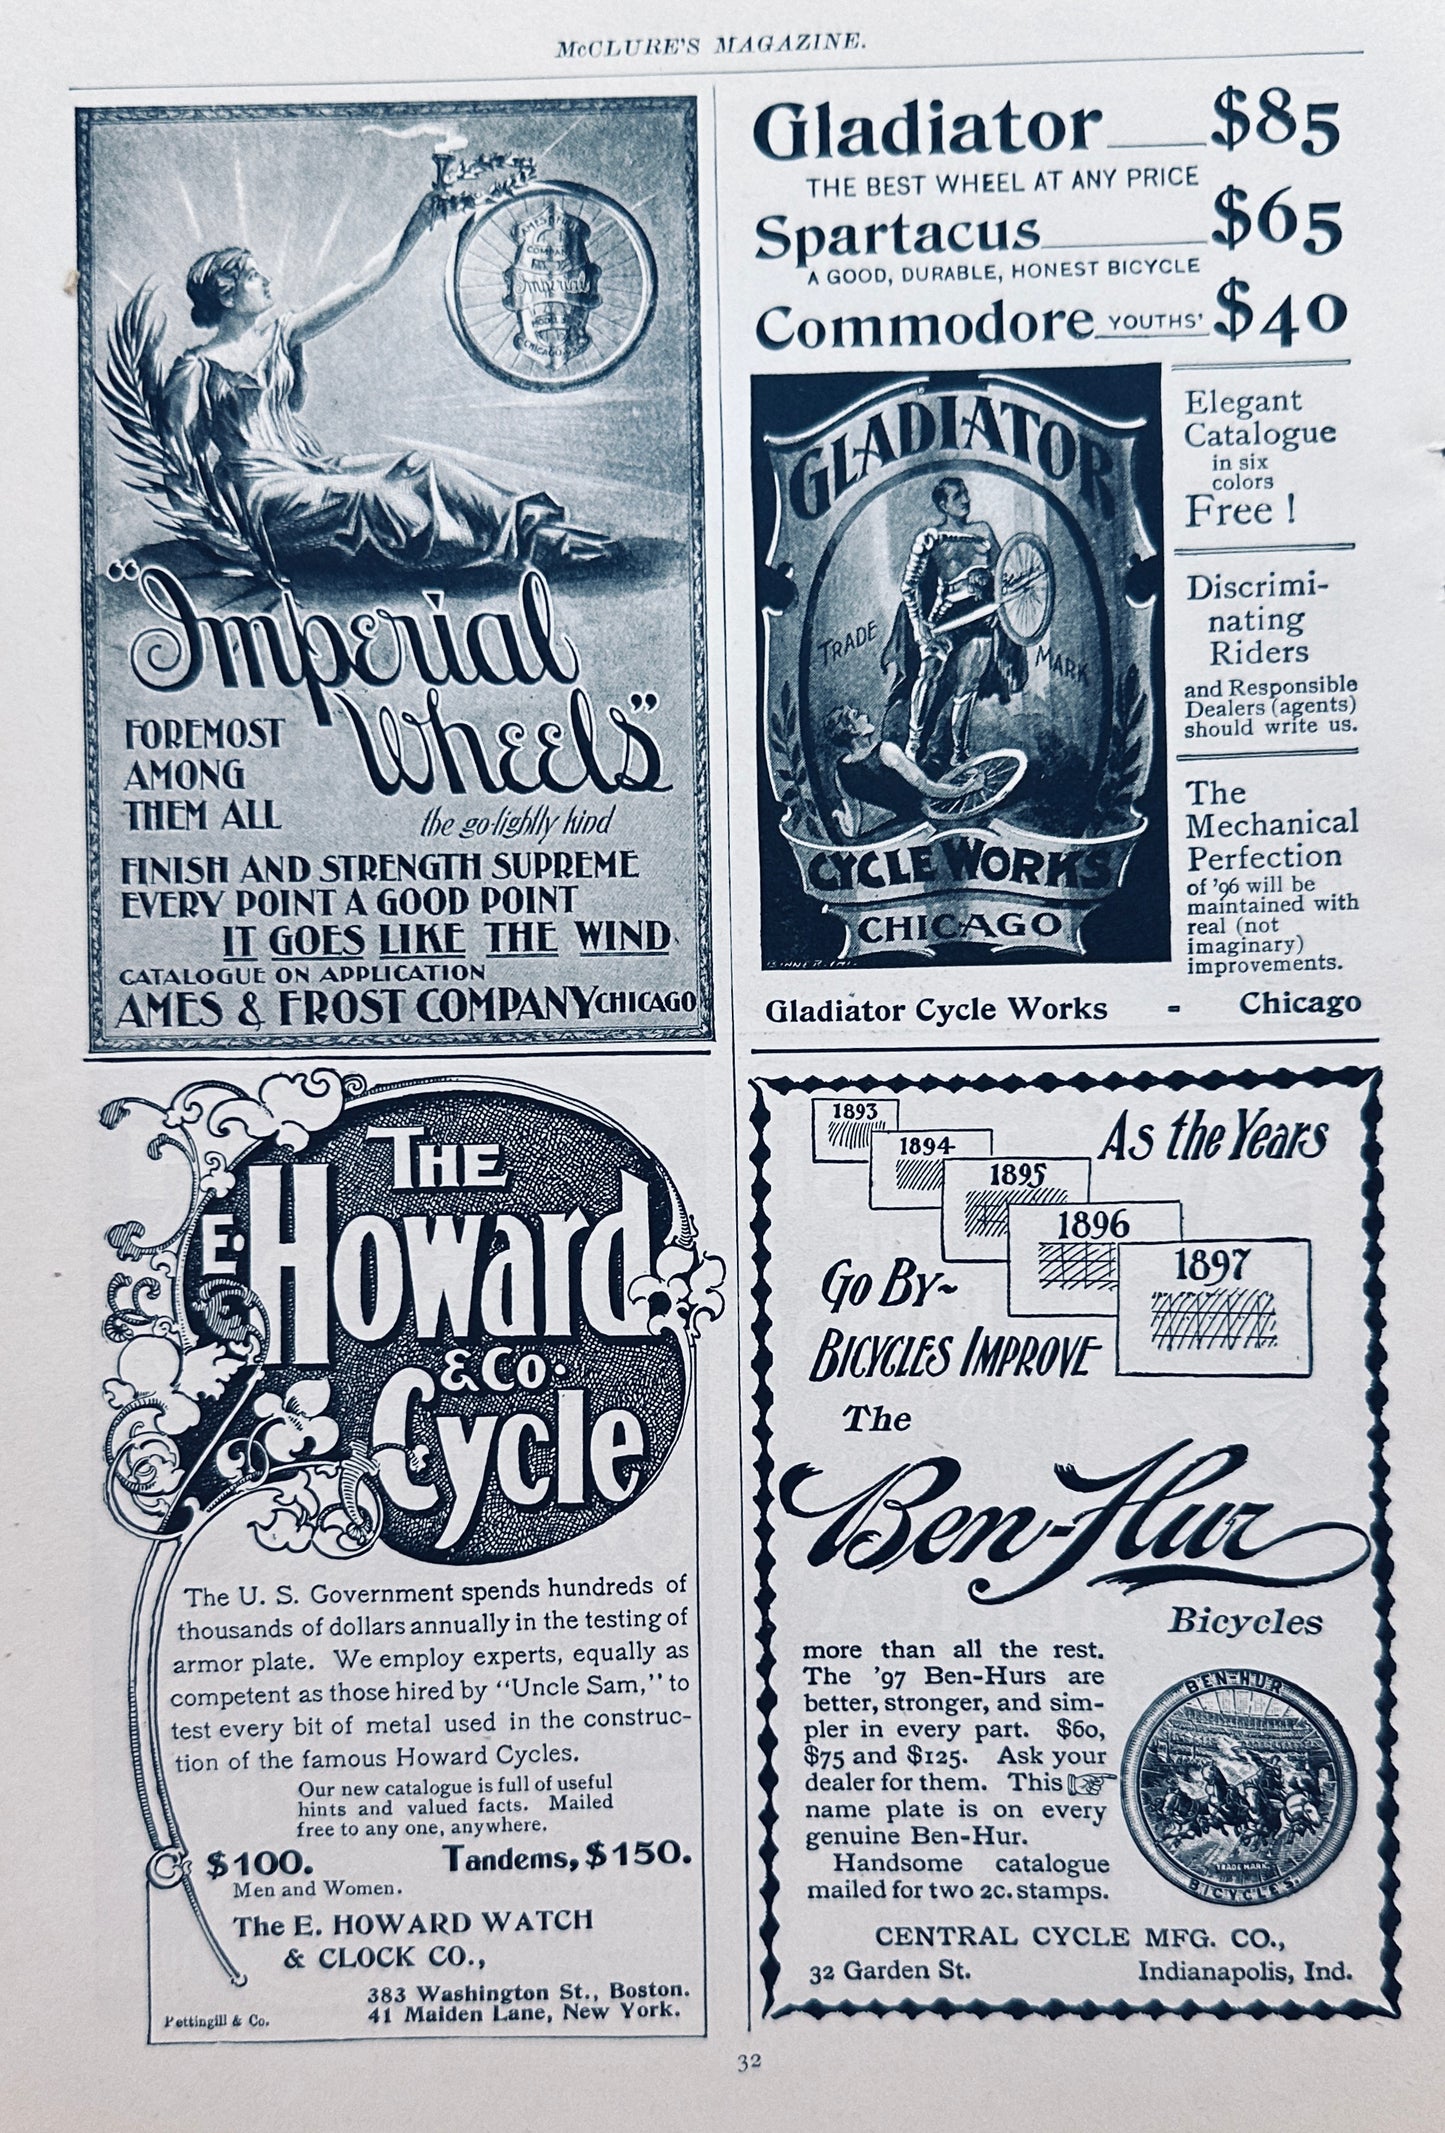 McCLURE'S MAGAZINE.
Imperial
CHICAGO
"Imperial
Wheels"
FOREMOST
AMONG
THEM ALL
the go-lightly kind
FINISH AND STRENGTH SUPREME
EVERY POINT A GOOD POINT
IT GOES LIKE THE WIND.
CATALOGUE ON APPLICATION
AMES & FROST COMPANY CHICAGO
Gladiator $85
THE BEST WHEEL AT ANY PRICE
Spartacus $65
A GOOD, DURABLE, HONEST BICYCLE
Commodore YOUTHS' $40
GLADIATOR
TRADE MARK
CYCLE WORKS
CHICAGO
Elegant
Catalogue
in six
colors
Free!
Discrimi-
nating
Riders
and Responsible
Dealers (agents)
should write us.
The
Mechanical
Perfection
of '96 will be
maintained with
real (not
imaginary)
improvements.
Gladiator Cycle Works - Chicago
THE
E. Howard
& Co.
Cycle
The U. S. Government spends hundreds of
thousands of dollars annually in the testing of
armor plate. We employ experts, equally as
competent as those hired by "Uncle Sam," to
test every bit of metal used in the construc-
tion of the famous Howard Cycles.
Our new catalogue is full of useful
hints and valued facts. Mailed
free to any one, anywhere.
$100. Tandems, $150.
Men and Women.
The E. HOWARD WATCH
& CLOCK CO.,
383 Washington St., Boston.
41 Maiden Lane, New York.
Pettingill & Co.
1893
1894
1895
1896
1897
As the Years
Go By-
Bicycles Improve
The
Ben-Hur
Bicycles
more than all the rest.
The '97 Ben-Hurs are
better, stronger, and sim-
pler in every part. $60,
$75 and $125. Ask your
dealer for them. This
name plate is on every
genuine Ben-Hur.
Handsome catalogue
mailed for two 2c. stamps.
BEN-HUR
TRADE MARK
BICYCLES.
CENTRAL CYCLE MFG. CO.,
32 Garden St. Indianapolis, Ind.
32